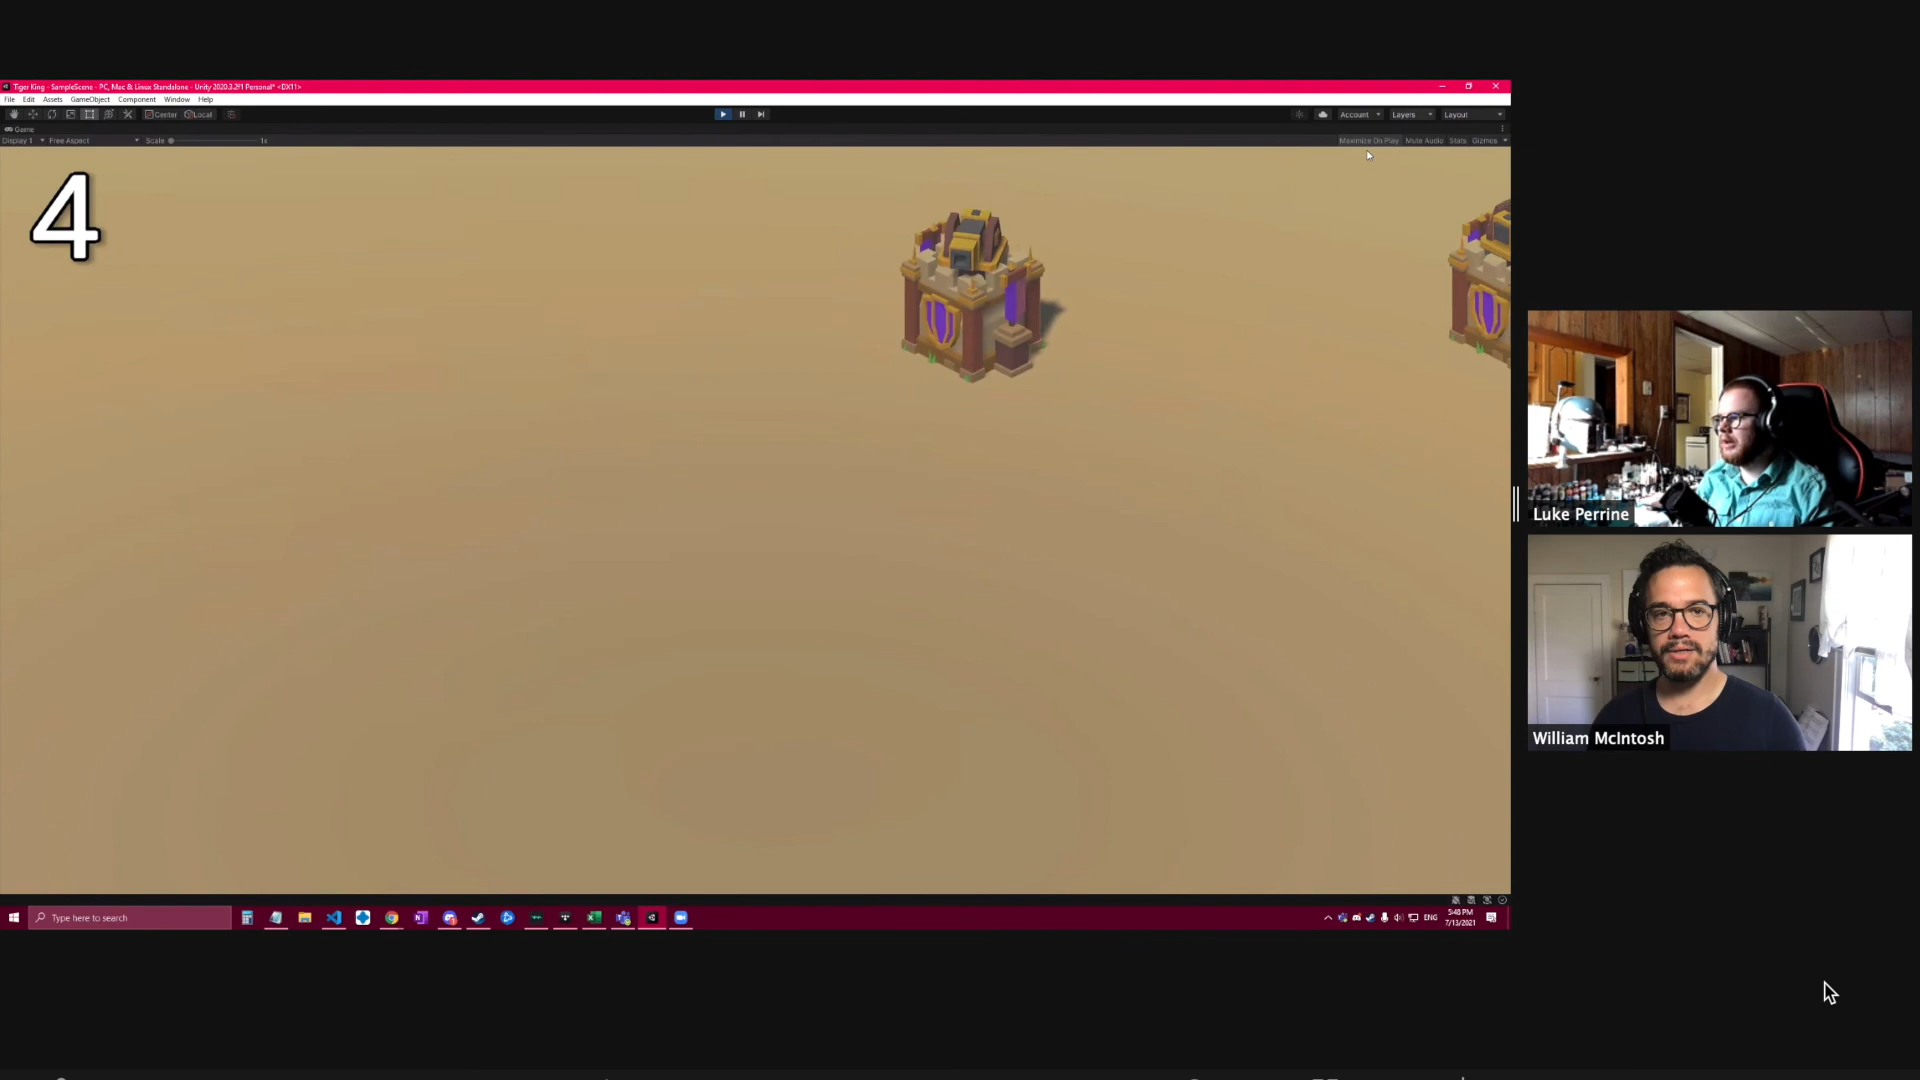 Tiger King - SampleScene - PC, Mac & Linux Standalone - Unity 2020.3.2f1 Personal* <DX11>
File Edit Assets GameObject Component Window Help
Center Local
Account Layers Layout
Game
Display 1 Free Aspect Scale 1x
Maximize On Play Mute Audio Stats Gizmos
4
Luke Perrine
William McIntosh
Type here to search
ENG
5:48 PM
7/13/2021